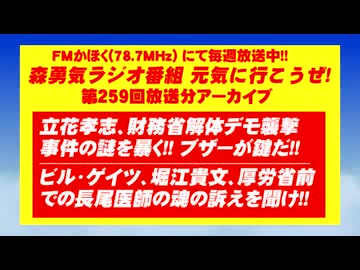 FMかほく(78.7MHz) にて毎週放送中!!
森勇気ラジオ番組 元気に行こうぜ!
第259回放送分アーカイブ
立花孝志、財務省解体デモ襲撃
事件の謎を暴く!! ブザーが鍵だ!!
ビル・ゲイツ、堀江貴文、厚労省前
での長尾医師の魂の訴えを聞け!!